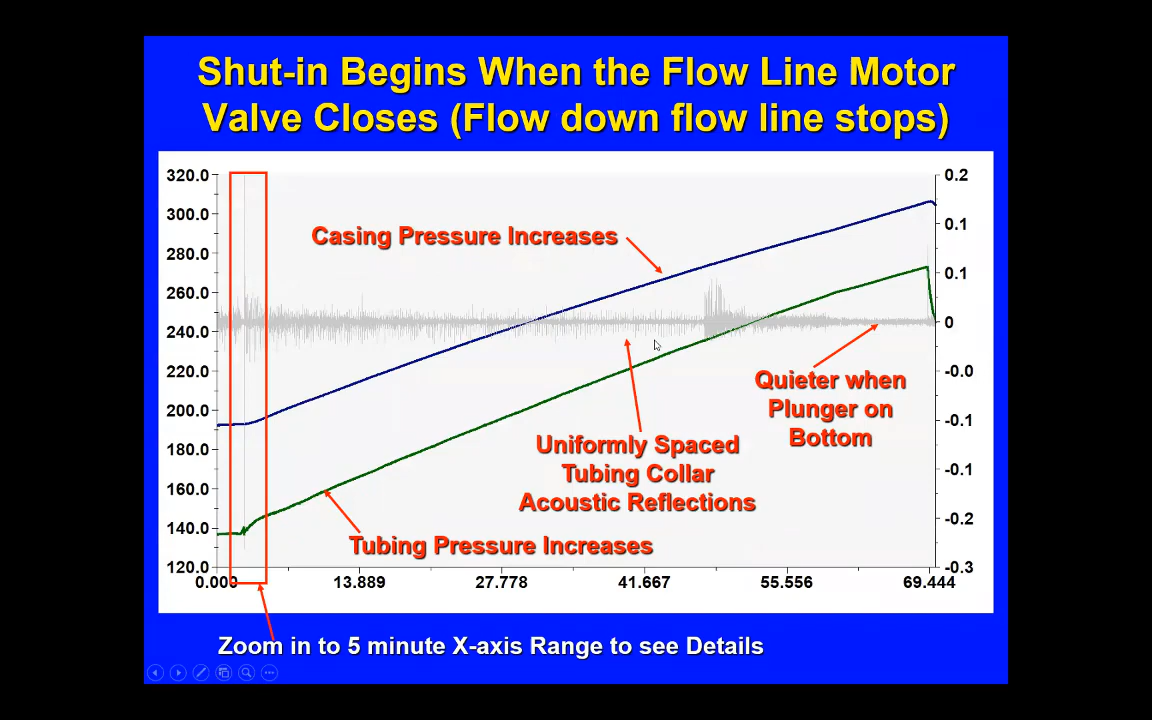 Shut-in Begins When the Flow Line Motor
Valve Closes (Flow down flow line stops)
320.0
300.0
280.0
260.0
240.0
220.0
200.0
180.0
160.0
140.0
120.0
0.2
0.1
0.1
0
-0.0
-0.1
-0.1
-0.2
-0.3
Casing Pressure Increases
Quieter when
Plunger on
Bottom
Uniformly Spaced
Tubing Collar
Acoustic Reflections
Tubing Pressure Increases
0.000 13.889 27.778 41.667 55.556 69.444
Zoom in to 5 minute X-axis Range to see Details